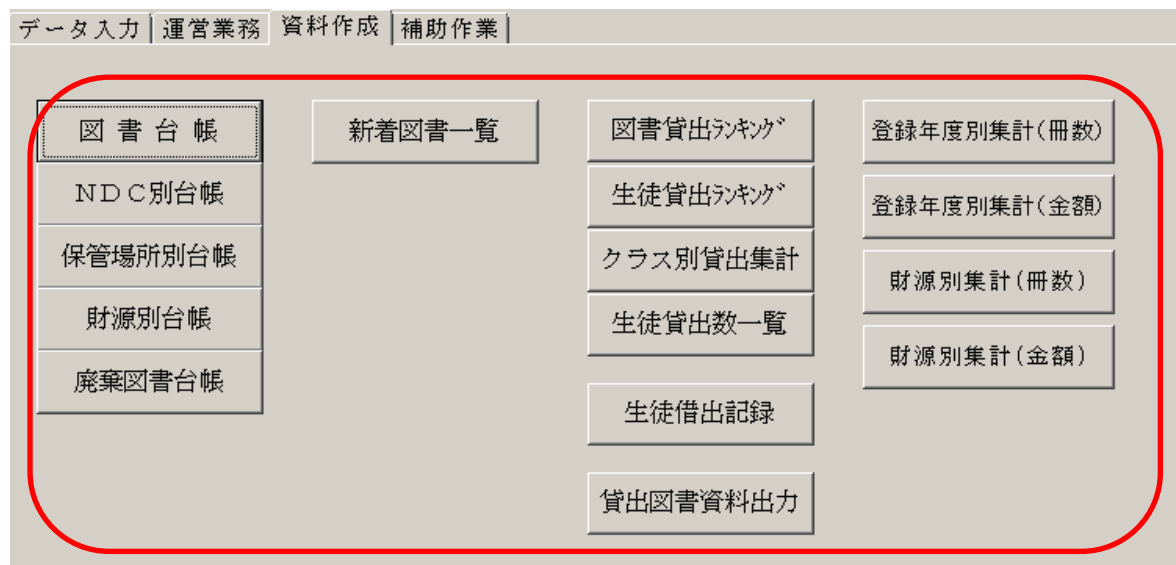 データ入力 運営業務 資料作成 補助作業
図書台帳
NDC別台帳
保管場所別台帳
財源別台帳
廃棄図書台帳
新着図書一覧
図書貸出ﾗﾝｷﾝｸﾞ
生徒貸出ﾗﾝｷﾝｸﾞ
クラス別貸出集計
生徒貸出数一覧
生徒借出記録
貸出図書資料出力
登録年度別集計(冊数)
登録年度別集計(金額)
財源別集計(冊数)
財源別集計(金額)